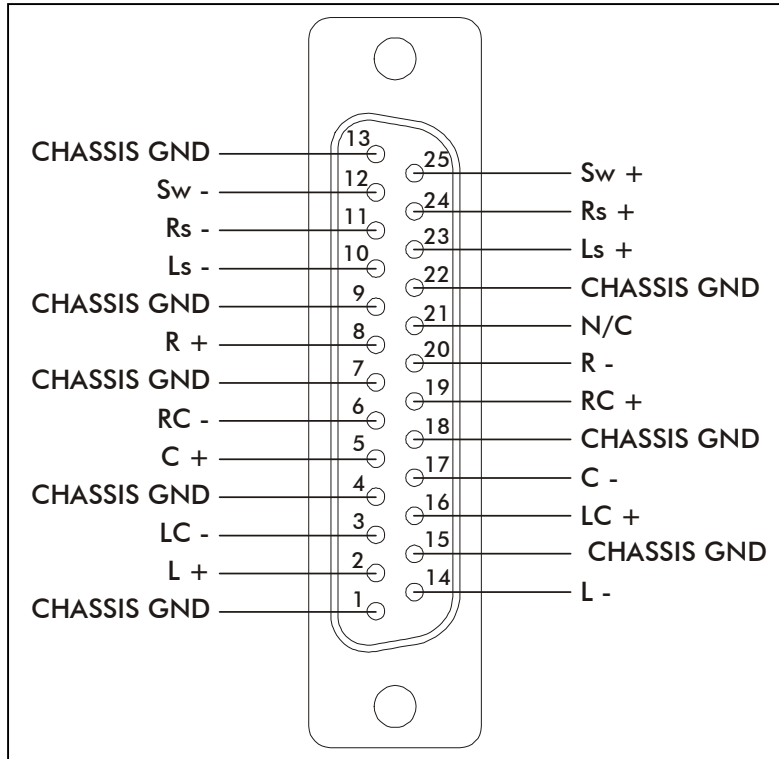 CHASSIS GND 13
25 Sw +
Sw - 12
24 Rs +
Rs - 11
23 Ls +
Ls - 10
22 CHASSIS GND
CHASSIS GND 9
21 N/C
R + 8
20 R -
CHASSIS GND 7
19 RC +
RC - 6
18 CHASSIS GND
C + 5
17 C -
CHASSIS GND 4
16 LC +
LC - 3
15 CHASSIS GND
L + 2
14 L -
CHASSIS GND 1